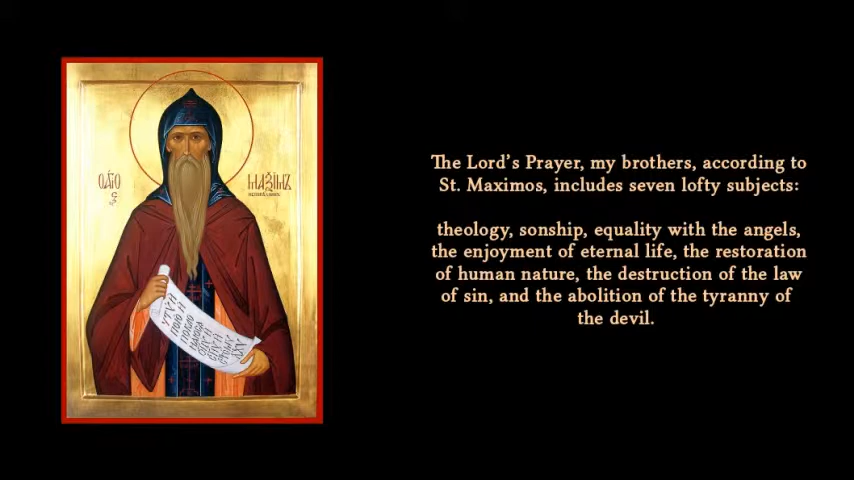 The Lord's Prayer, my brothers, according to
St. Maximos, includes seven lofty subjects:
theology, sonship, equality with the angels,
the enjoyment of eternal life, the restoration
of human nature, the destruction of the law
of sin, and the abolition of the tyranny of
the devil.